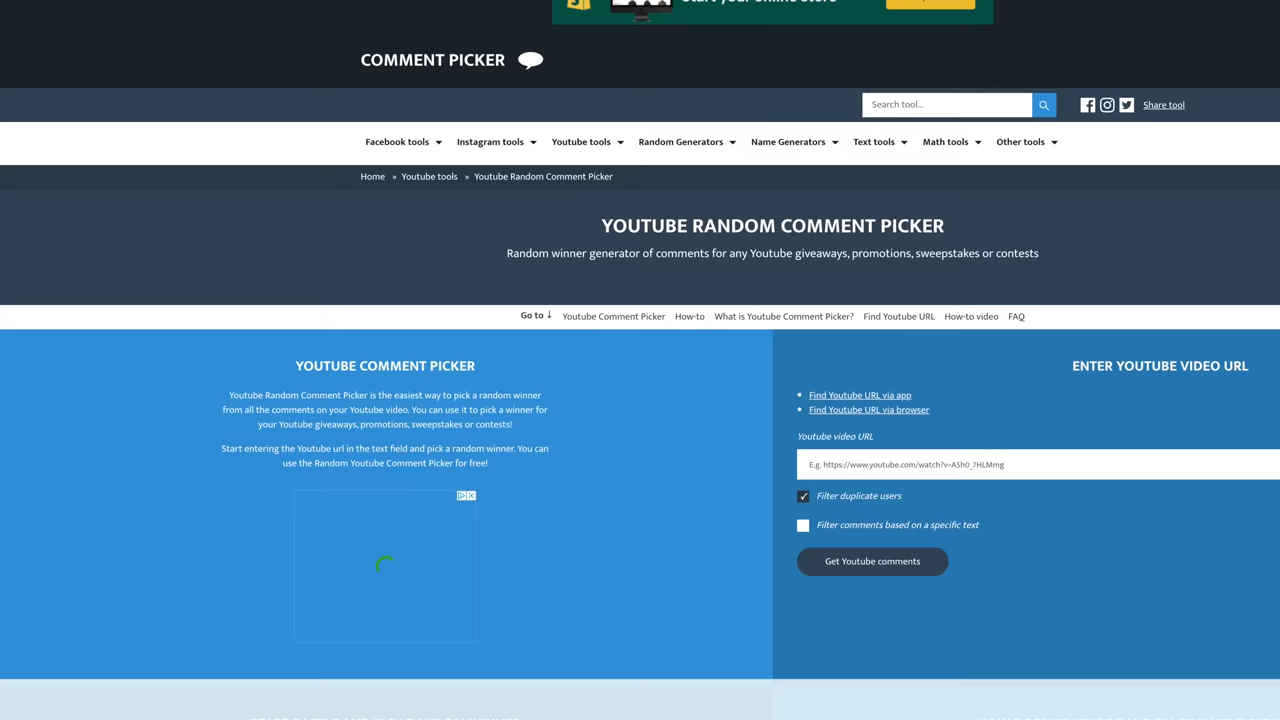 Start your online store
COMMENT PICKER
Search tool...
Share tool
Facebook tools
Instagram tools
Youtube tools
Random Generators
Name Generators
Text tools
Math tools
Other tools
Home » Youtube tools » Youtube Random Comment Picker
YOUTUBE RANDOM COMMENT PICKER
Random winner generator of comments for any Youtube giveaways, promotions, sweepstakes or contests
Go to ↓ Youtube Comment Picker How-to What is Youtube Comment Picker? Find Youtube URL How-to video FAQ
YOUTUBE COMMENT PICKER
Youtube Random Comment Picker is the easiest way to pick a random winner
from all the comments on your Youtube video. You can use it to pick a winner for
your Youtube giveaways, promotions, sweepstakes or contests!
Start entering the Youtube url in the text field and pick a random winner. You can
use the Random Youtube Comment Picker for free!
ENTER YOUTUBE VIDEO URL
Find Youtube URL via app
Find Youtube URL via browser
Youtube video URL
E.g. https://www.youtube.com/watch?v=A5h0_7HLMmg
Filter duplicate users
Filter comments based on a specific text
Get Youtube comments